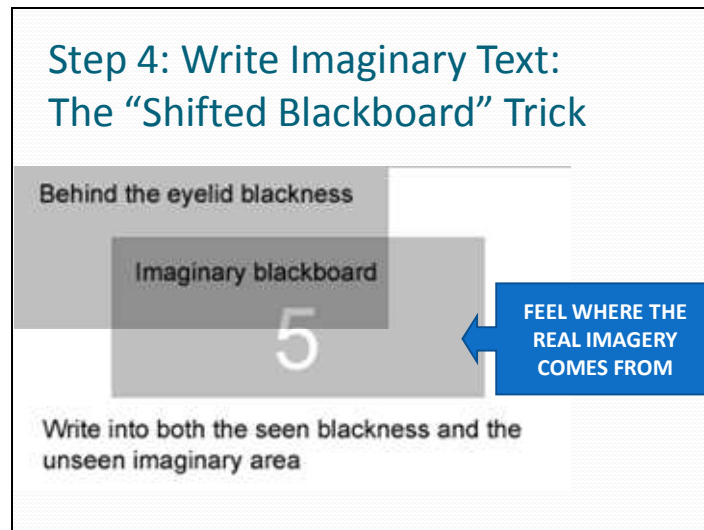 Step 4: Write Imaginary Text:
The “Shifted Blackboard” Trick
Behind the eyelid blackness
Imaginary blackboard
5
FEEL WHERE THE
REAL IMAGERY
COMES FROM
Write into both the seen blackness and the
unseen imaginary area